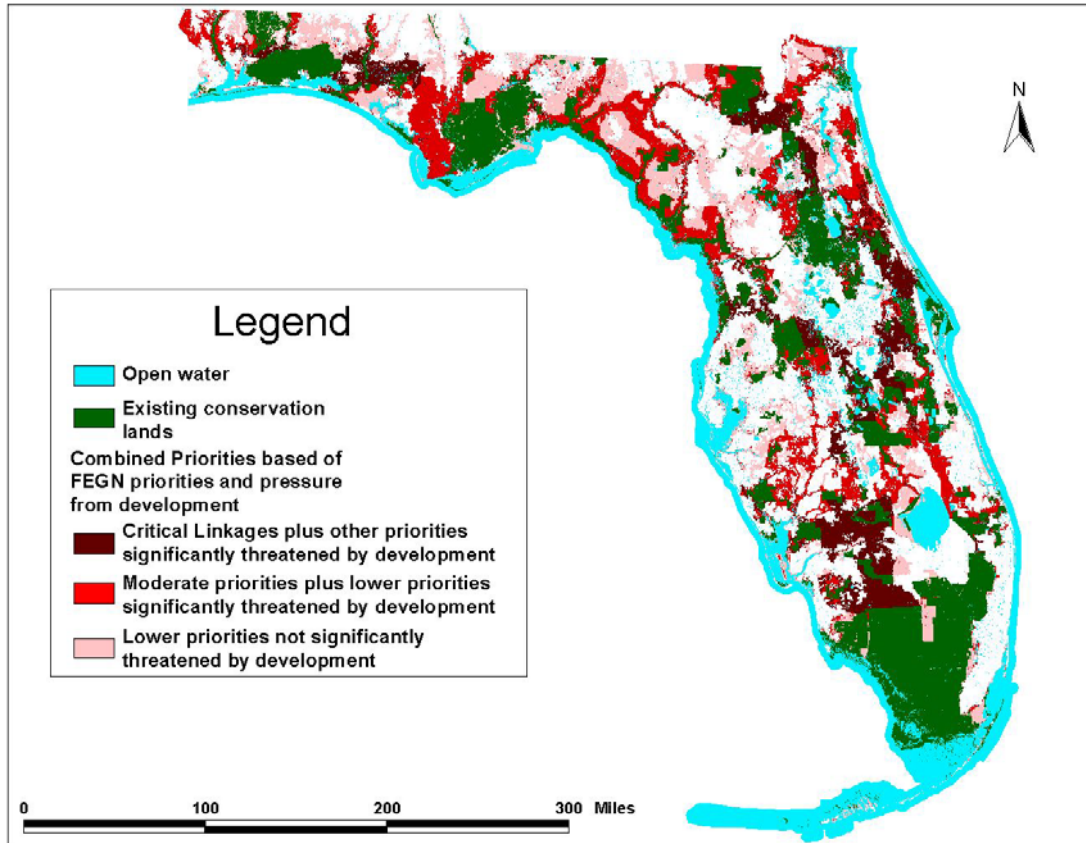 N
Legend
Open water
Existing conservation
lands
Combined Priorities based of
FEGN priorities and pressure
from development
Critical Linkages plus other priorities
significantly threatened by development
Moderate priorities plus lower priorities
significantly threatened by development
Lower priorities not significantly
threatened by development
0 100 200 300 Miles